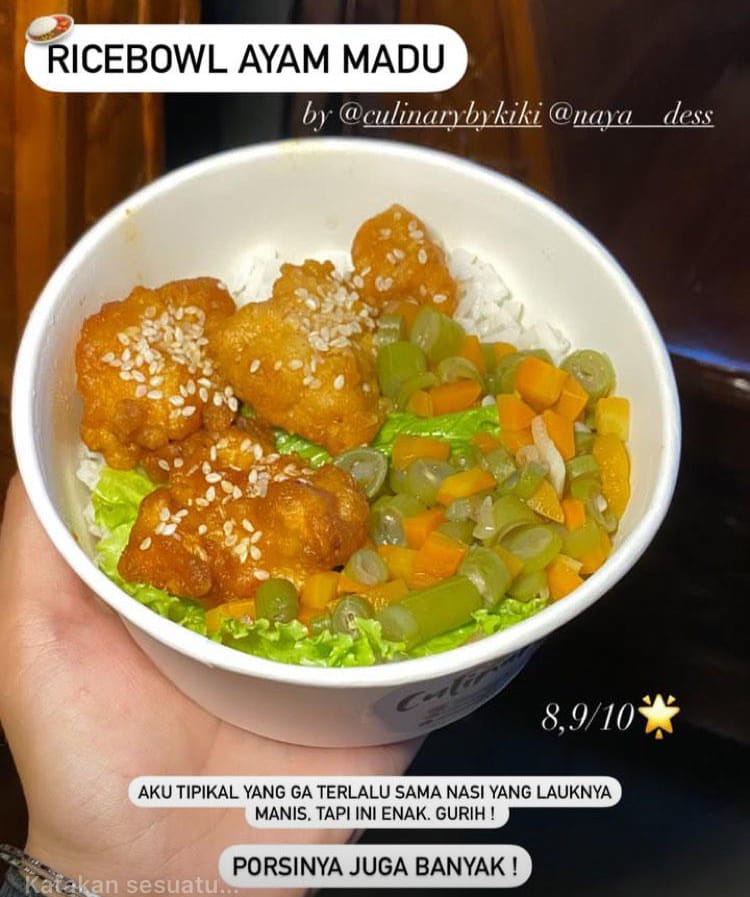 RICEBOWL AYAM MADU
by @culinarybykiki @naya__dess
8,9/10
AKU TIPIKAL YANG GA TERLALU SAMA NASI YANG LAUKNYA
MANIS, TAPI INI ENAK. GURIH !
PORSINYA JUGA BANYAK !
Katakan sesuatu...